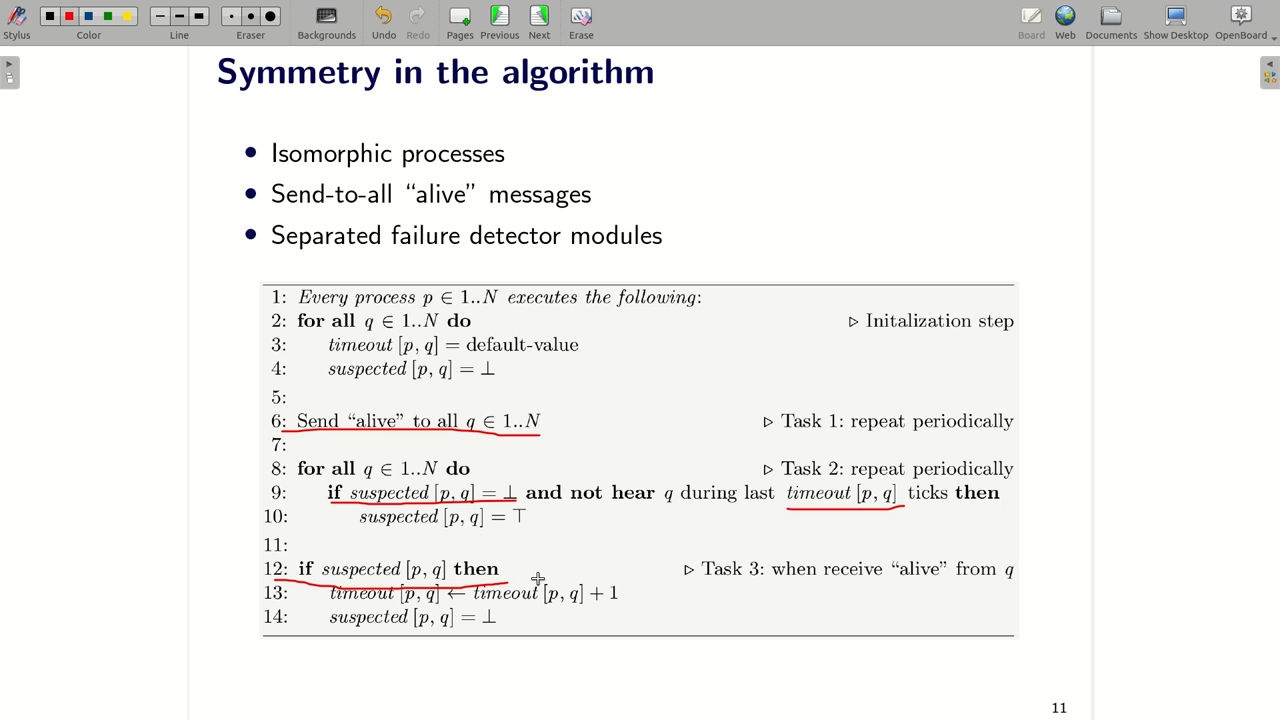 Stylus Color Line Eraser Backgrounds Undo Redo Pages Previous Next Erase Board Web Documents Show Desktop OpenBoard
Symmetry in the algorithm
• Isomorphic processes
• Send-to-all “alive” messages
• Separated failure detector modules
1: Every process p ∈ 1..N executes the following:
2: for all q ∈ 1..N do ▷ Initalization step
3: timeout [p, q] = default-value
4: suspected [p, q] = ⊥
5:
6: Send “alive” to all q ∈ 1..N ▷ Task 1: repeat periodically
7:
8: for all q ∈ 1..N do ▷ Task 2: repeat periodically
9: if suspected [p, q] = ⊥ and not hear q during last timeout [p, q] ticks then
10: suspected [p, q] = ⊤
11:
12: if suspected [p, q] then ▷ Task 3: when receive “alive” from q
13: timeout [p, q] ← timeout [p, q] + 1
14: suspected [p, q] = ⊥
11